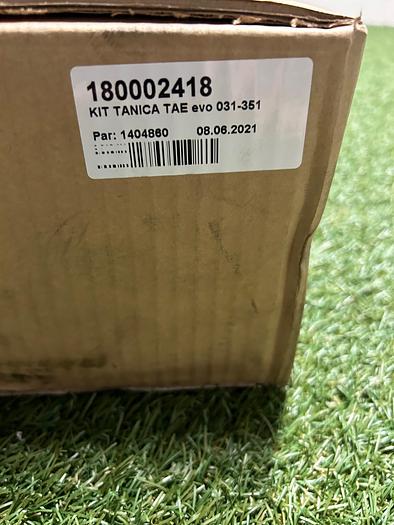 180002418
KIT TANICA TAE evo 031-351
Par: 1404860 08.06.2021